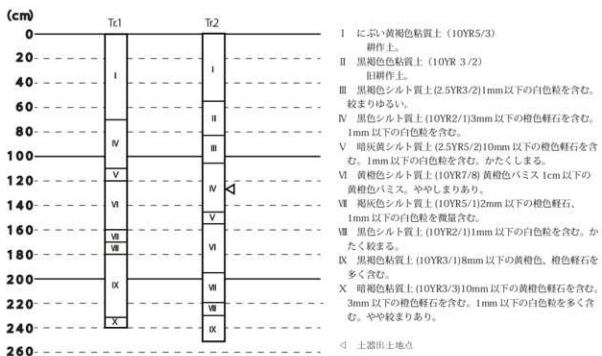 (cm)
Tr.1
Tr.2
0
20
40
60
80
100
120
140
160
180
200
220
240
260
I
IV
V
VI
VII
VIII
IX
X
I
II
III
IV
V
VI
VII
VIII
IX
I にぶい黄褐色粘質土（10YR5/3）
耕作土。
II 黒褐色色粘質土（10YR 3/2）
旧耕作土。
III 黒褐色シルト質土(2.5YR3/2)1mm以下の白色粒を含む。
絞まりゆるい。
IV 黒色シルト質土(10YR2/1)3mm以下の橙色軽石を含む。
1mm以下の白色粒を含む。
V 暗灰黄シルト質土(2.5YR5/2)10mm以下の橙色軽石を含
む。1mm以下の白色粒を含む。かたくしまる。
VI 黄橙色シルト質土(10YR7/8) 黄橙色パミス 1cm以下の
黄橙色パミス。ややしまりあり。
VII 褐灰色シルト質土(10YR5/1)2mm以下の橙色軽石、
1mm以下の白色粒を微量含む。
VIII 黒色シルト質土(10YR2/1)1mm以下の白色粒を含む。か
たく絞まる。
IX 黒褐色粘質土(10YR3/1)8mm以下の黄橙色、橙色軽石を
多く含む。
X 暗褐色粘質土(10YR3/3)10mm以下の黄橙色軽石を含む。
3mm以下の橙色軽石を含む。1mm以下の白色粒を多く含
む。やや絞まりあり。
◁ 土器出土地点